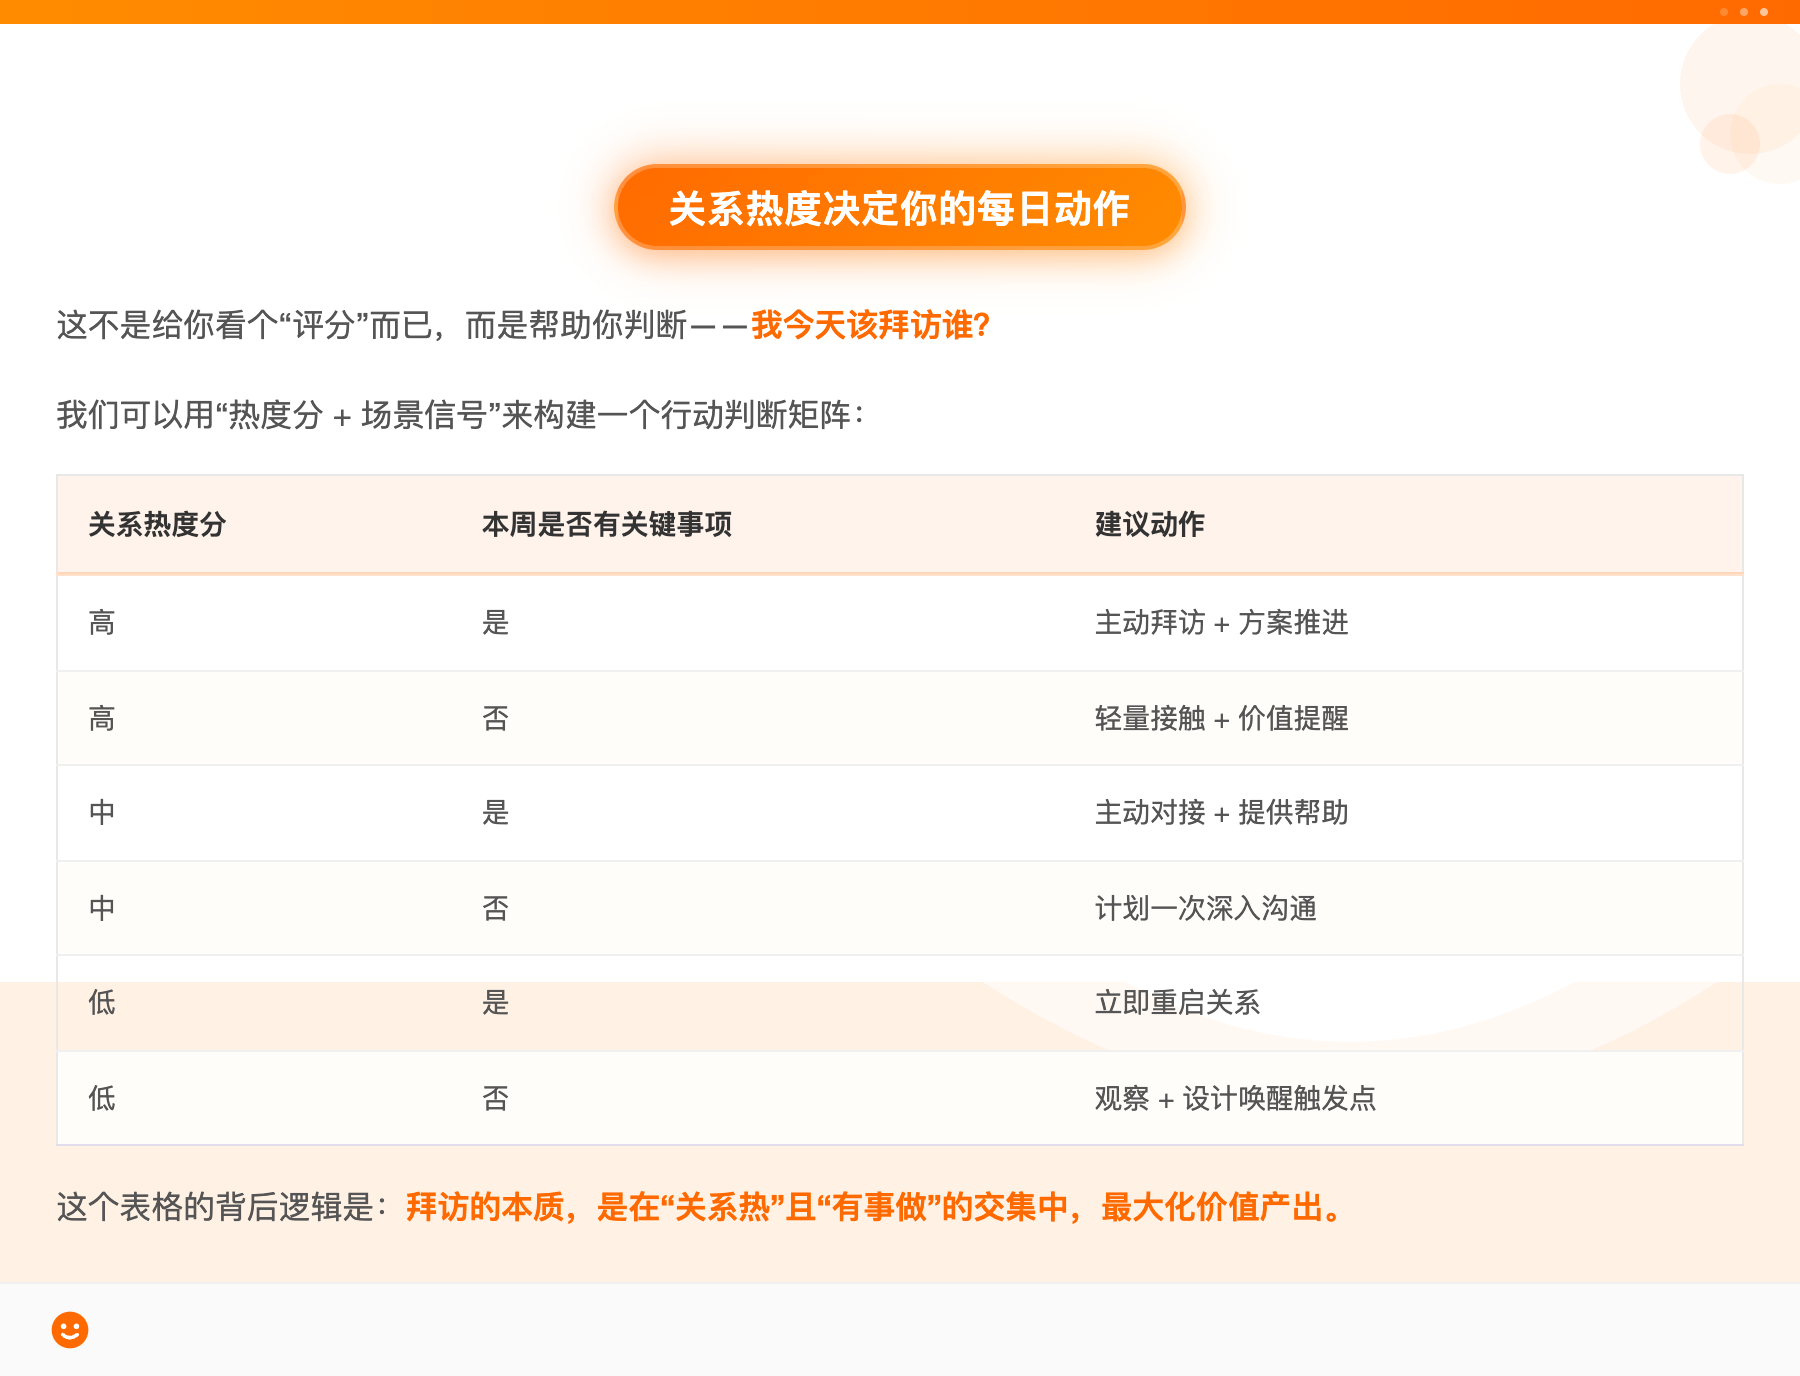 关系热度决定你的每日动作
这不是给你看个“评分”而已，而是帮助你判断——我今天该拜访谁？
我们可以用“热度分 + 场景信号”来构建一个行动判断矩阵：
关系热度分 本周是否有关键事项 建议动作
高 是 主动拜访 + 方案推进
高 否 轻量接触 + 价值提醒
中 是 主动对接 + 提供帮助
中 否 计划一次深入沟通
低 是 立即重启关系
低 否 观察 + 设计唤醒触发点
这个表格的背后逻辑是：拜访的本质，是在“关系热”且“有事做”的交集中，最大化价值产出。